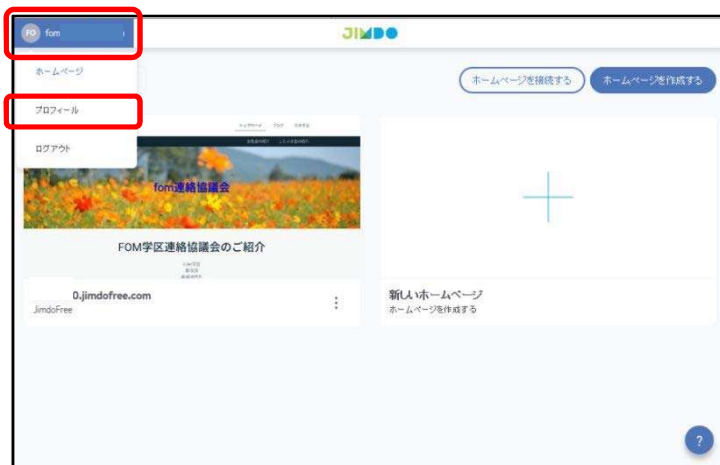 FO fom
JIMDO
ホームページ
プロフィール
ログアウト
ホームページを接続する
ホームページを作成する
fom連絡協議会
FOM学区連絡協議会のご紹介
0.jimdofree.com
JimdoFree
新しいホームページ
ホームページを作成する
?